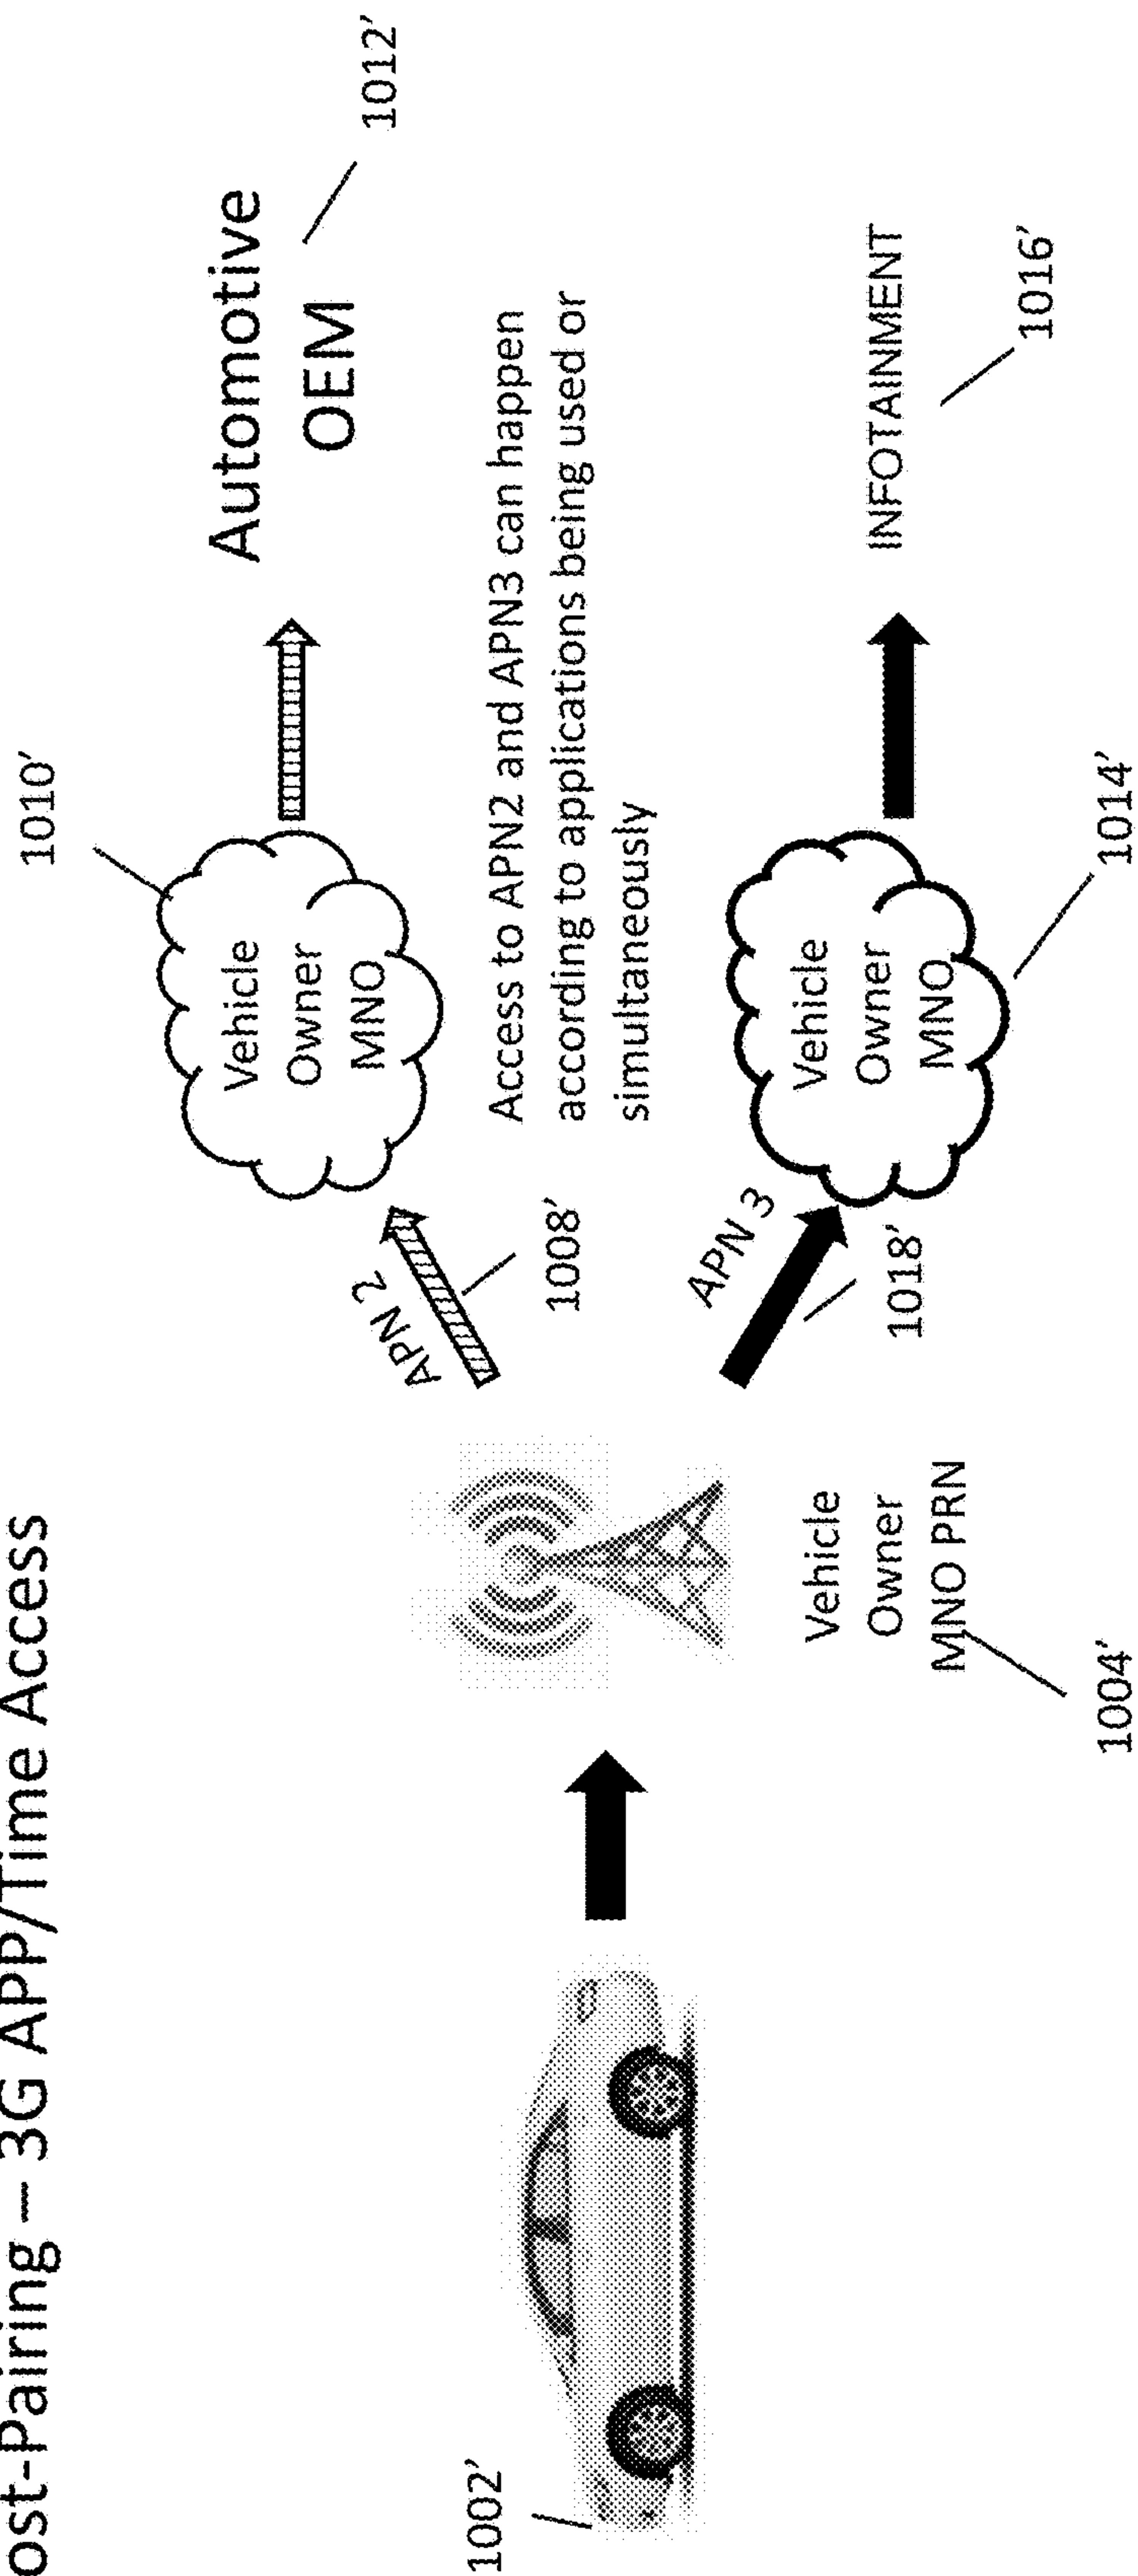 ost-Pairing – 3G APP/Time Access
1010'
Vehicle
Owner
MNO
Automotive
OEM
1012'
1002'
APN 2
1008'
Access to APN2 and APN3 can happen
according to applications being used or
simultaneously
Vehicle
Owner
MNO PRN
1004'
APN 3
1018'
Vehicle
Owner
MNO
1014'
INFOTAINMENT
1016'